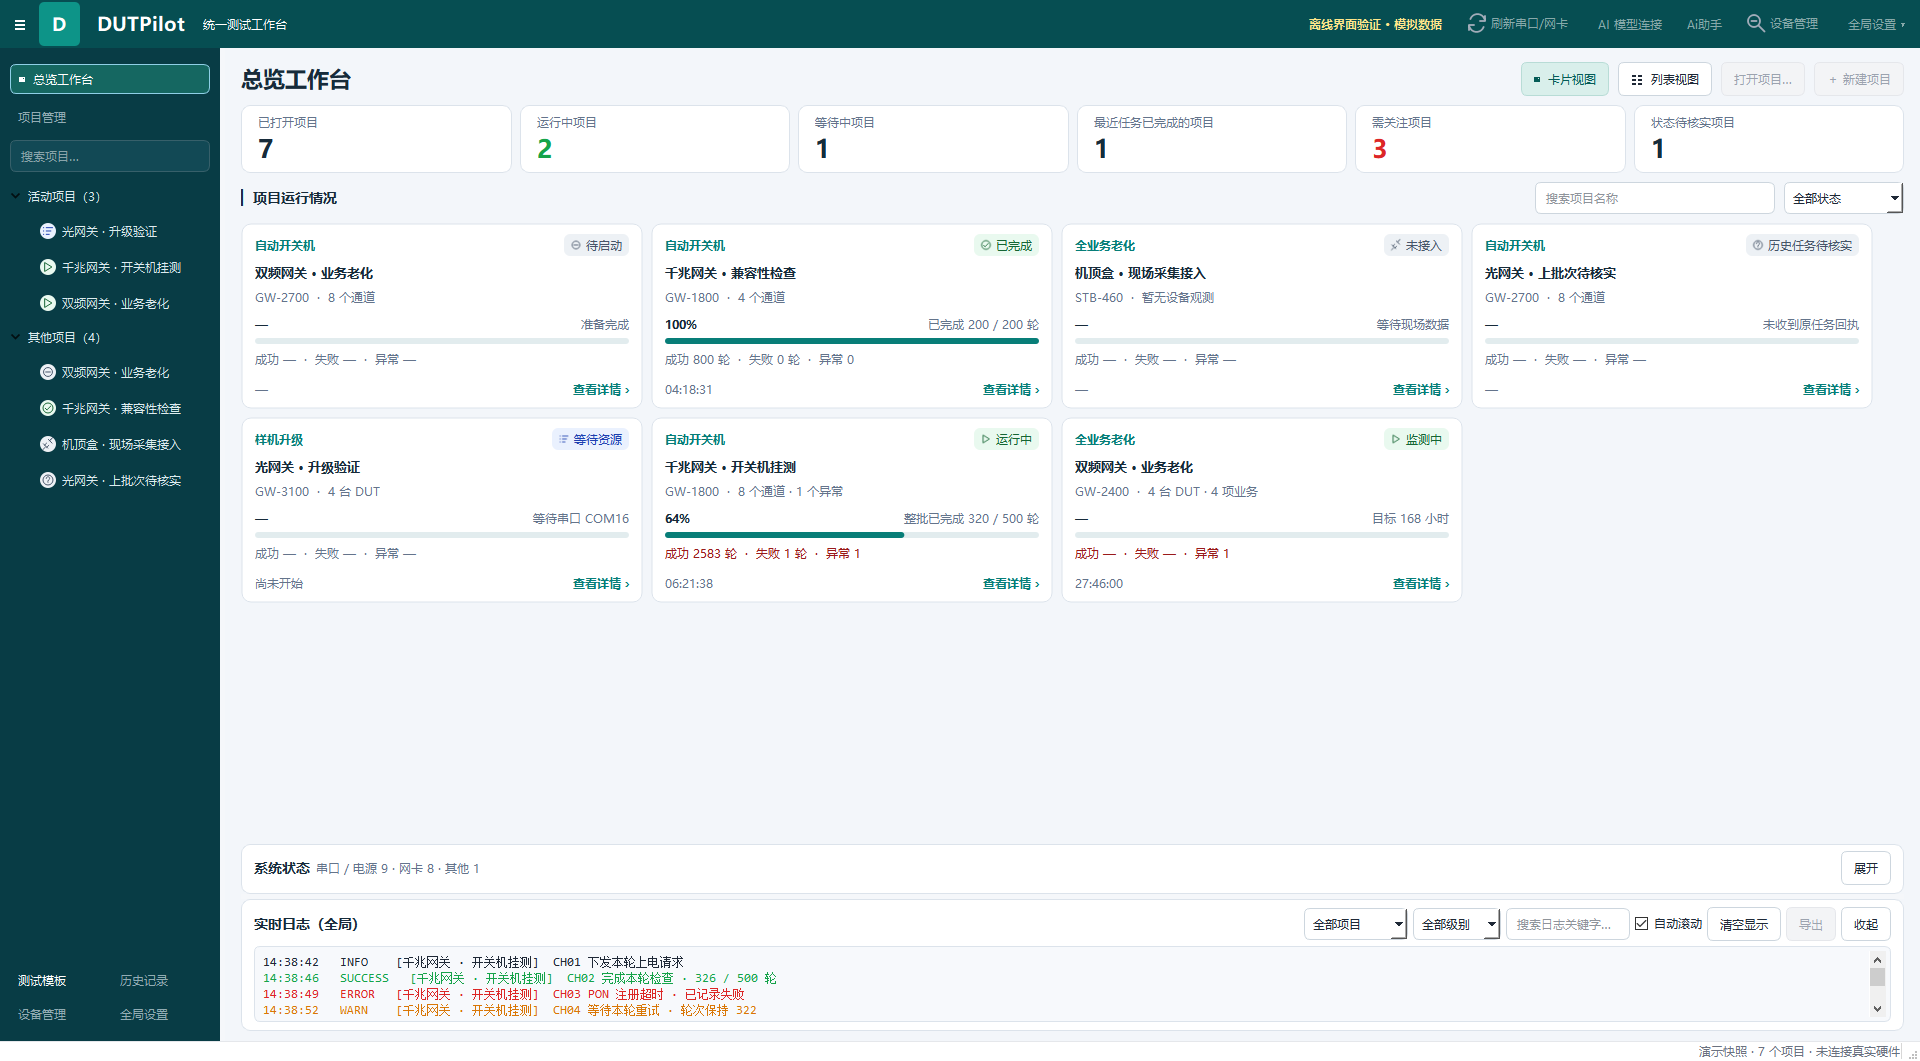 D DUTPilot 统一测试工作台 离线界面验证・模拟数据 刷新串口/网卡 AI 模型连接 Ai助手 设备管理 全局设置
总览工作台
项目管理
搜索项目...
活动项目（3）
光网关 · 升级验证
千兆网关 · 开关机挂测
双频网关 · 业务老化
其他项目（4）
双频网关 · 业务老化
千兆网关 · 兼容性检查
机顶盒 · 现场采集接入
光网关 · 上批次待核实
测试模板 历史记录
设备管理 全局设置
总览工作台 卡片视图 列表视图 打开项目... + 新建项目
已打开项目 运行中项目 等待中项目 最近任务已完成的项目 需关注项目 状态待核实项目
7 2 1 1 3 1
项目运行情况 搜索项目名称 全部状态
自动开关机 待启动
双频网关 • 业务老化
GW-2700 · 8 个通道
— 准备完成
成功 — · 失败 — · 异常 —
— 查看详情 ›
自动开关机 已完成
千兆网关 • 兼容性检查
GW-1800 · 4 个通道
100% 已完成 200 / 200 轮
成功 800 轮 · 失败 0 轮 · 异常 0
04:18:31 查看详情 ›
全业务老化 未接入
机顶盒 • 现场采集接入
STB-460 · 暂无设备观测
— 等待现场数据
成功 — · 失败 — · 异常 —
— 查看详情 ›
自动开关机 历史任务待核实
光网关 • 上批次待核实
GW-2700 · 8 个通道
— 未收到原任务回执
成功 — · 失败 — · 异常 —
— 查看详情 ›
样机升级 等待资源
光网关 • 升级验证
GW-3100 · 4 台 DUT
— 等待串口 COM16
成功 — · 失败 — · 异常 —
尚未开始 查看详情 ›
自动开关机 运行中
千兆网关 • 开关机挂测
GW-1800 · 8 个通道 · 1 个异常
64% 整批已完成 320 / 500 轮
成功 2583 轮 · 失败 1 轮 · 异常 1
06:21:38 查看详情 ›
全业务老化 监测中
双频网关 • 业务老化
GW-2400 · 4 台 DUT · 4 项业务
— 目标 168 小时
成功 — · 失败 — · 异常 1
27:46:00 查看详情 ›
系统状态 串口 / 电源 9 · 网卡 8 · 其他 1 展开
实时日志（全局） 全部项目 全部级别 搜索日志关键字... 自动滚动 清空显示 导出 收起
14:38:42 INFO [千兆网关 · 开关机挂测] CH01 下发本轮上电请求
14:38:46 SUCCESS [千兆网关 · 开关机挂测] CH02 完成本轮检查 · 326 / 500 轮
14:38:49 ERROR [千兆网关 · 开关机挂测] CH03 PON 注册超时 · 已记录失败
14:38:52 WARN [千兆网关 · 开关机挂测] CH04 等待本轮重试 · 轮次保持 322
演示快照 · 7 个项目 · 未连接真实硬件